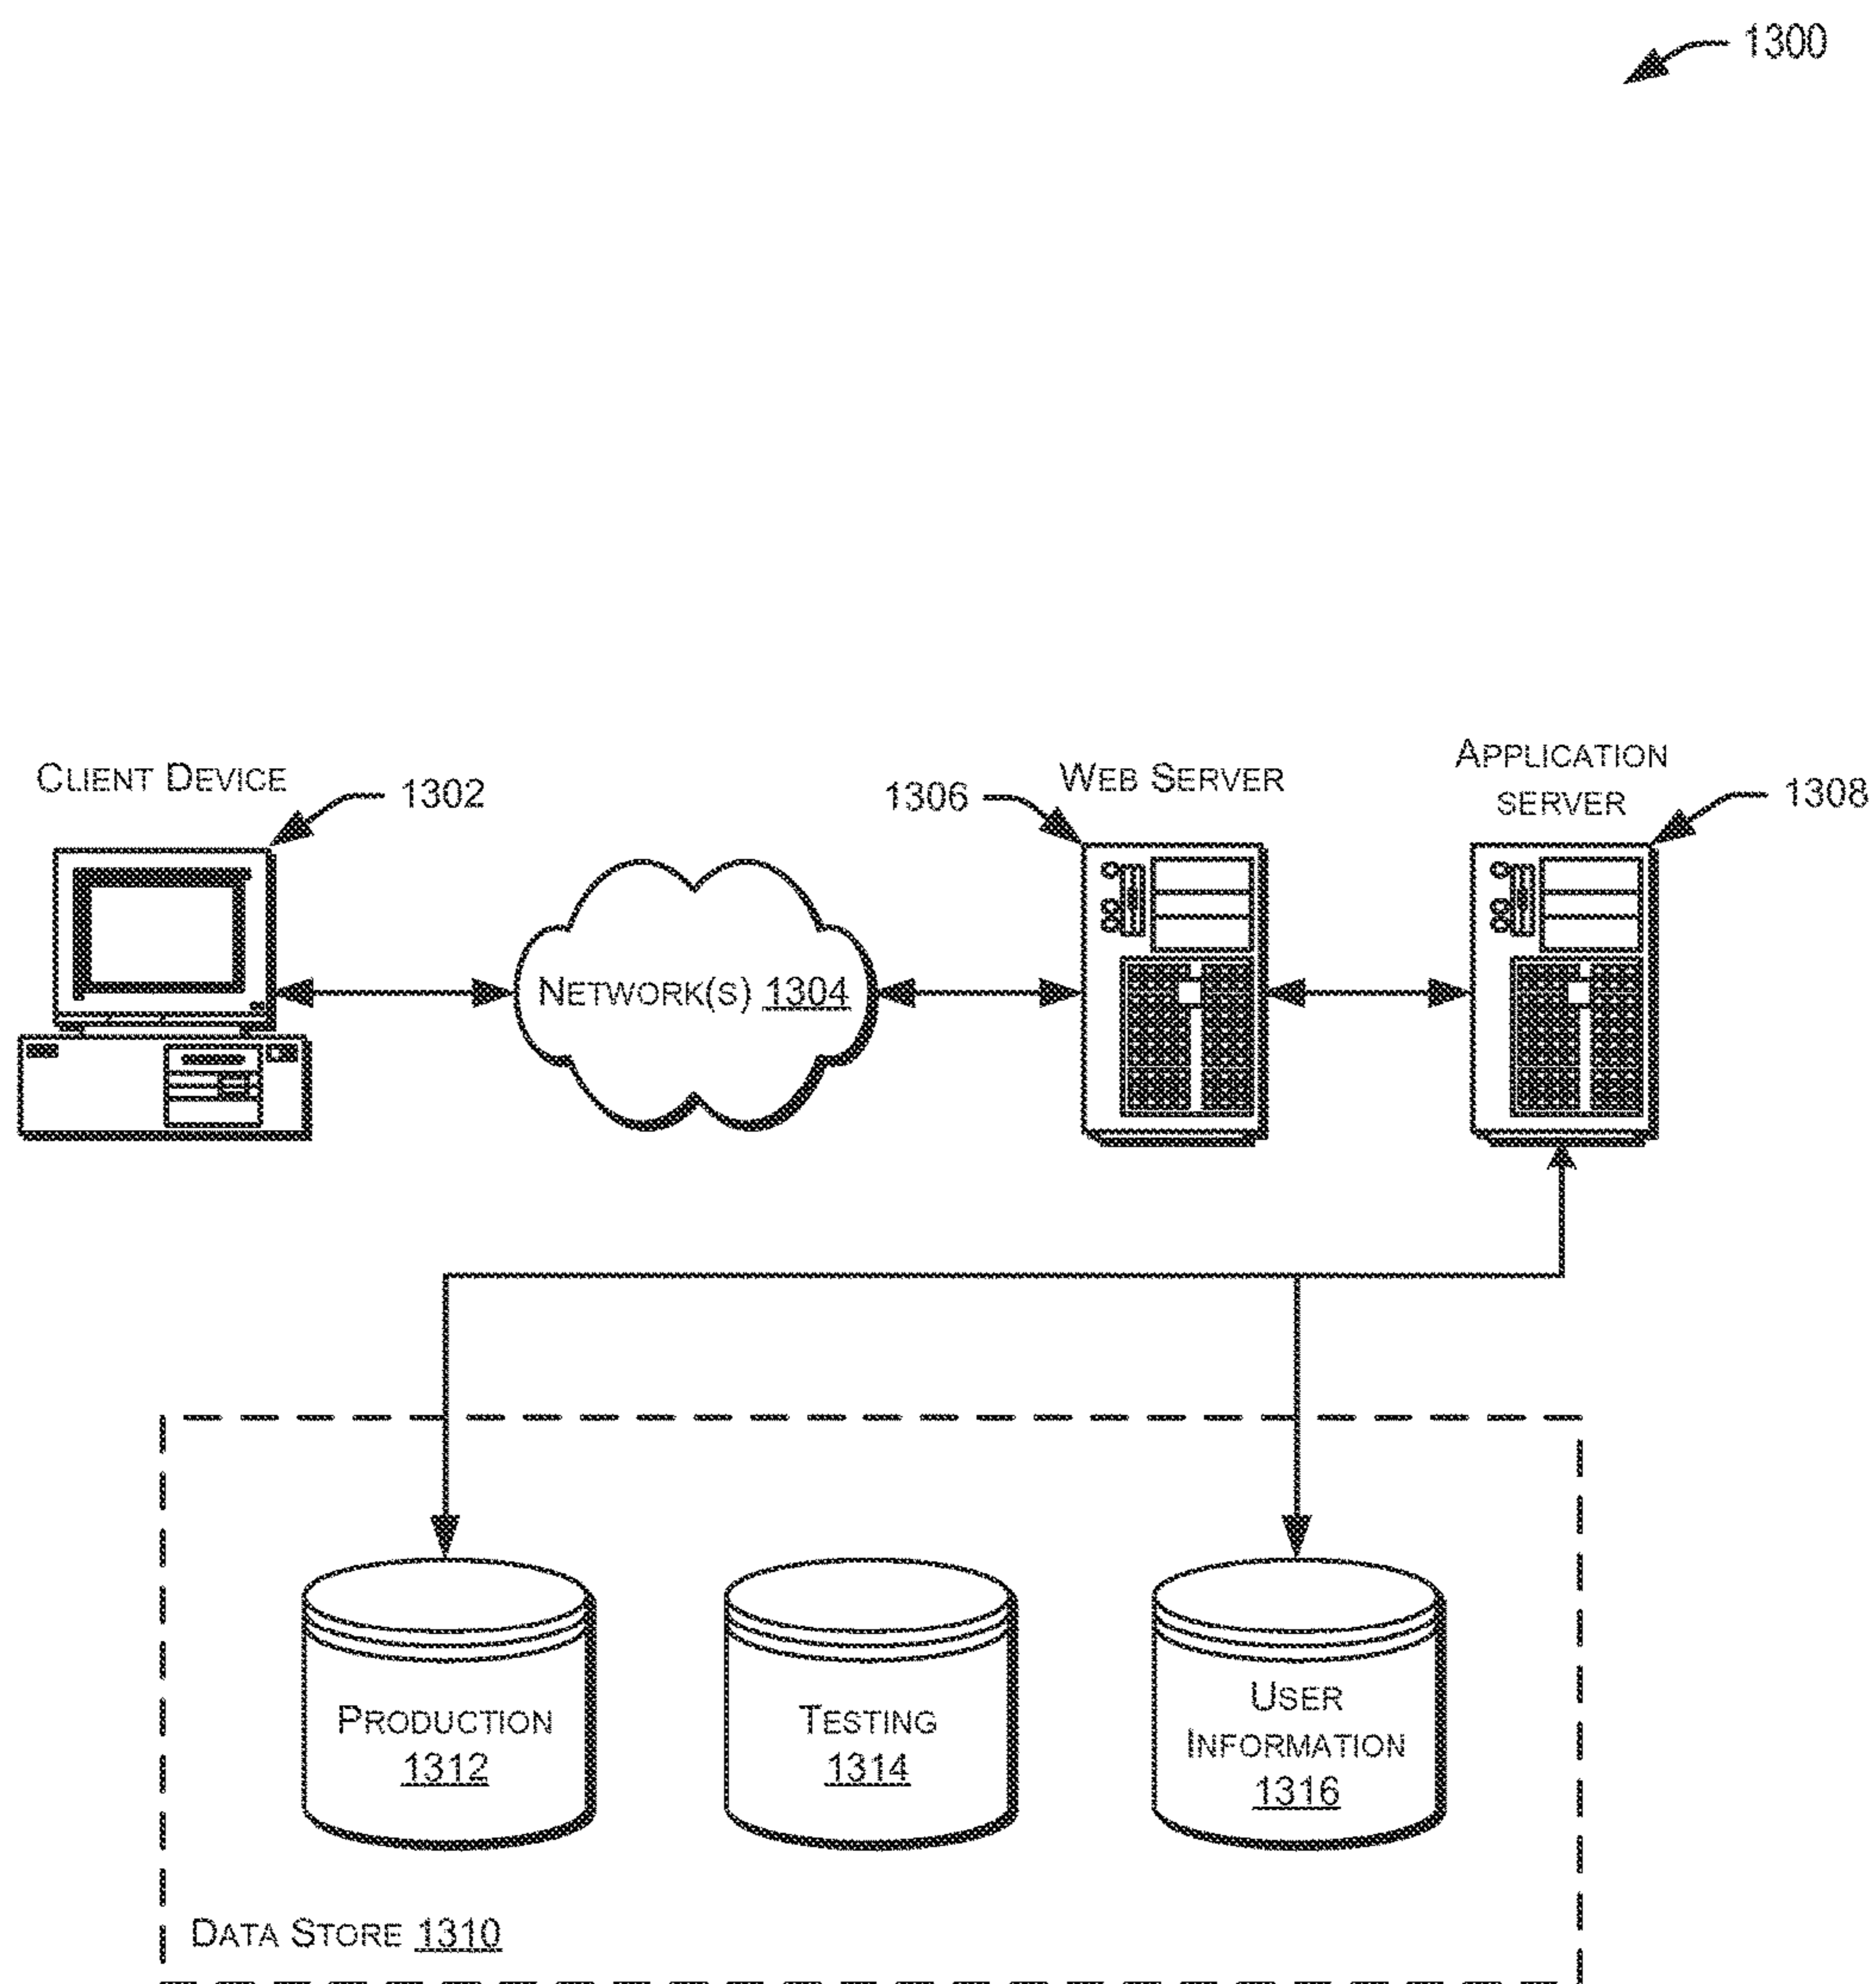 1300
CLIENT DEVICE
1302
1306
WEB SERVER
APPLICATION
SERVER
1308
NETWORK(S) 1304
PRODUCTION
1312
TESTING
1314
USER
INFORMATION
1316
DATA STORE 1310